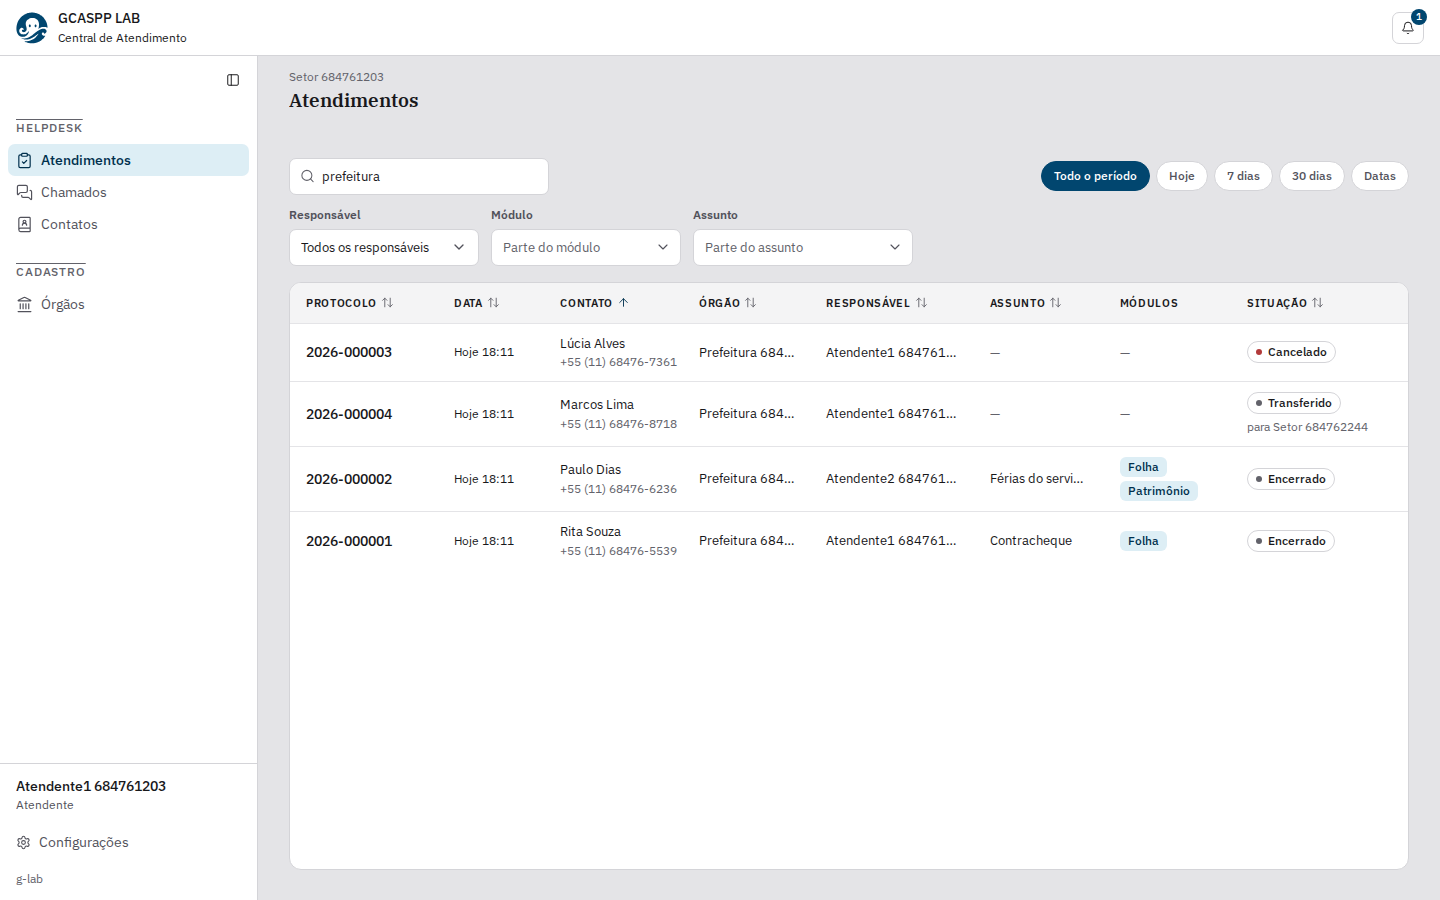 GCASPP LAB
Central de Atendimento
1
HELPDESK
Atendimentos
Chamados
Contatos
CADASTRO
Órgãos
Atendente1 684761203
Atendente
Configurações
g-lab
Setor 684761203
Atendimentos
prefeitura
Todo o período Hoje 7 dias 30 dias Datas
Responsável Módulo Assunto
Todos os responsáveis Parte do módulo Parte do assunto
PROTOCOLO DATA CONTATO ÓRGÃO RESPONSÁVEL ASSUNTO MÓDULOS SITUAÇÃO
2026-000003 Hoje 18:11 Lúcia Alves Prefeitura 684... Atendente1 684761... — — Cancelado
+55 (11) 68476-7361
2026-000004 Hoje 18:11 Marcos Lima Prefeitura 684... Atendente1 684761... — — Transferido
+55 (11) 68476-8718 para Setor 684762244
2026-000002 Hoje 18:11 Paulo Dias Prefeitura 684... Atendente2 684761... Férias do servi... Folha Encerrado
+55 (11) 68476-6236 Patrimônio
2026-000001 Hoje 18:11 Rita Souza Prefeitura 684... Atendente1 684761... Contracheque Folha Encerrado
+55 (11) 68476-5539